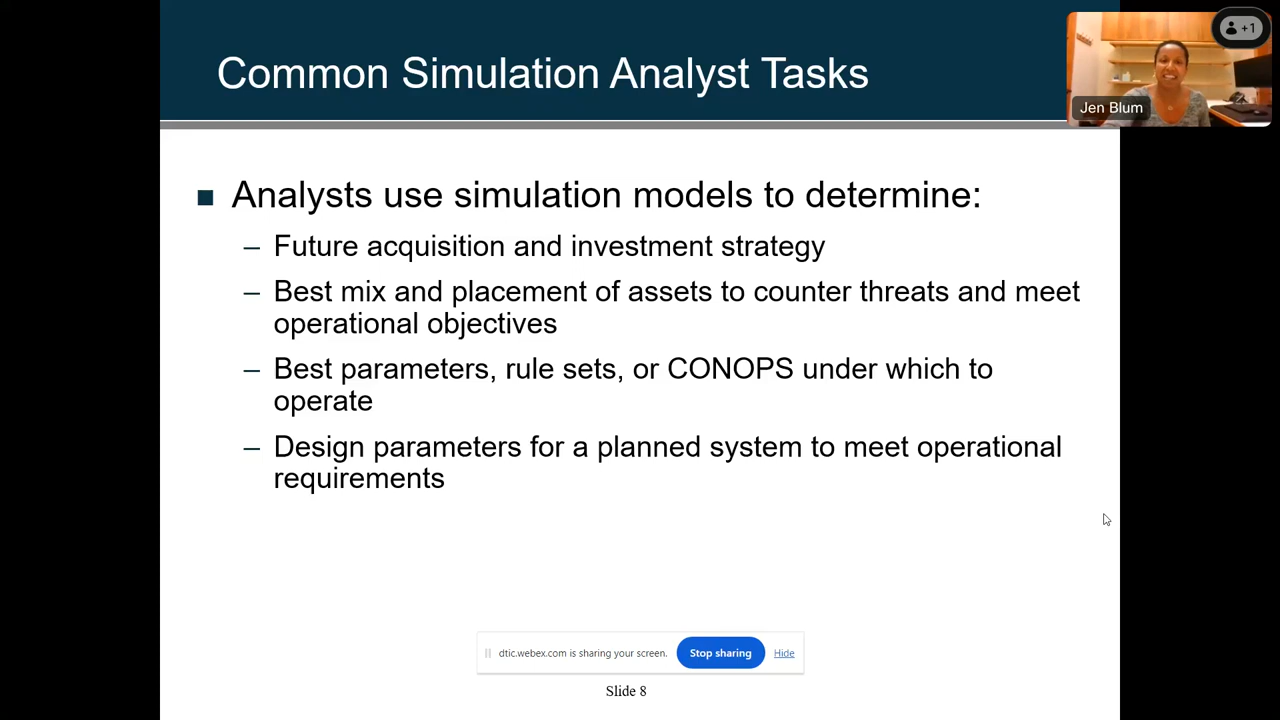 Common Simulation Analyst Tasks
+1
Jen Blum
Analysts use simulation models to determine:
– Future acquisition and investment strategy
– Best mix and placement of assets to counter threats and meet
operational objectives
– Best parameters, rule sets, or CONOPS under which to
operate
– Design parameters for a planned system to meet operational
requirements
dtic.webex.com is sharing your screen. Stop sharing Hide
Slide 8